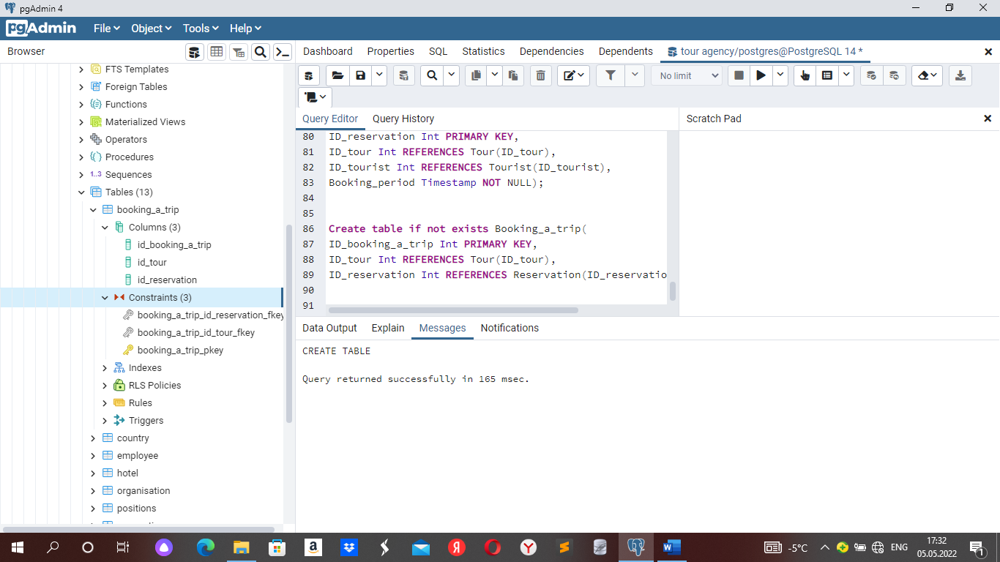 pgAdmin 4
pgAdmin File Object Tools Help
Browser
Dashboard Properties SQL Statistics Dependencies Dependents tour agency/postgres@PostgreSQL 14 *
No limit
FTS Templates
Foreign Tables
Functions
Materialized Views
Operators
Procedures
1..3 Sequences
Tables (13)
booking_a_trip
Columns (3)
id_booking_a_trip
id_tour
id_reservation
Constraints (3)
booking_a_trip_id_reservation_fkey
booking_a_trip_id_tour_fkey
booking_a_trip_pkey
Indexes
RLS Policies
Rules
Triggers
country
employee
hotel
organisation
positions
Query Editor Query History
Scratch Pad
80 ID_reservation Int PRIMARY KEY,
81 ID_tour Int REFERENCES Tour(ID_tour),
82 ID_tourist Int REFERENCES Tourist(ID_tourist),
83 Booking_period Timestamp NOT NULL);
84
85
86 Create table if not exists Booking_a_trip(
87 ID_booking_a_trip Int PRIMARY KEY,
88 ID_tour Int REFERENCES Tour(ID_tour),
89 ID_reservation Int REFERENCES Reservation(ID_reservatio
90
91
Data Output Explain Messages Notifications
CREATE TABLE
Query returned successfully in 165 msec.
-5°C ENG 17:32
05.05.2022
1